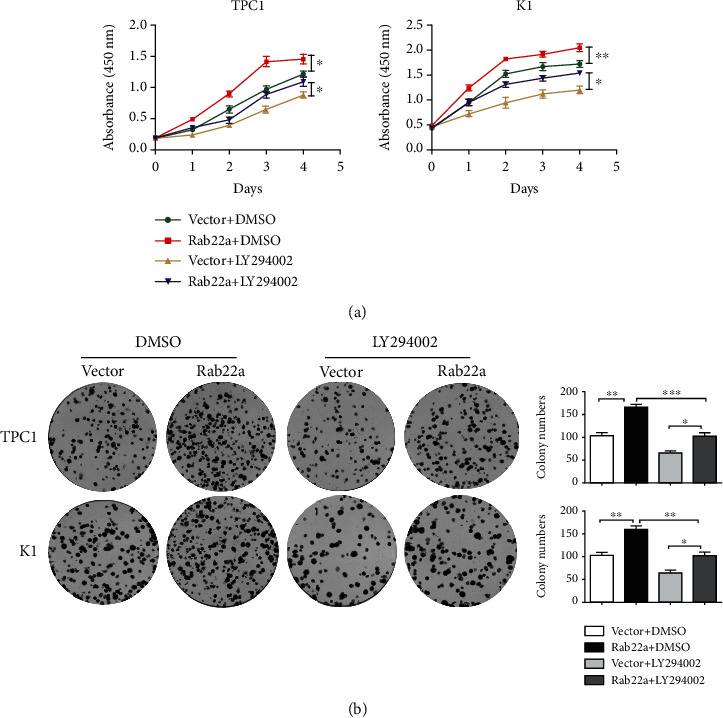 TPC1
K1
Absorbance (450 nm)
2.0
1.5
1.0
0.5
0.0
0 1 2 3 4 5
Days
*
*
Absorbance (450 nm)
2.5
2.0
1.5
1.0
0.5
0.0
0 1 2 3 4 5
Days
**
*
Vector+DMSO
Rab22a+DMSO
Vector+LY294002
Rab22a+LY294002
(a)
DMSO
LY294002
Vector
Rab22a
Vector
Rab22a
TPC1
K1
Colony numbers
200
150
100
50
0
**
***
*
Colony numbers
200
150
100
50
0
**
**
*
Vector+DMSO
Rab22a+DMSO
Vector+LY294002
Rab22a+LY294002
(b)